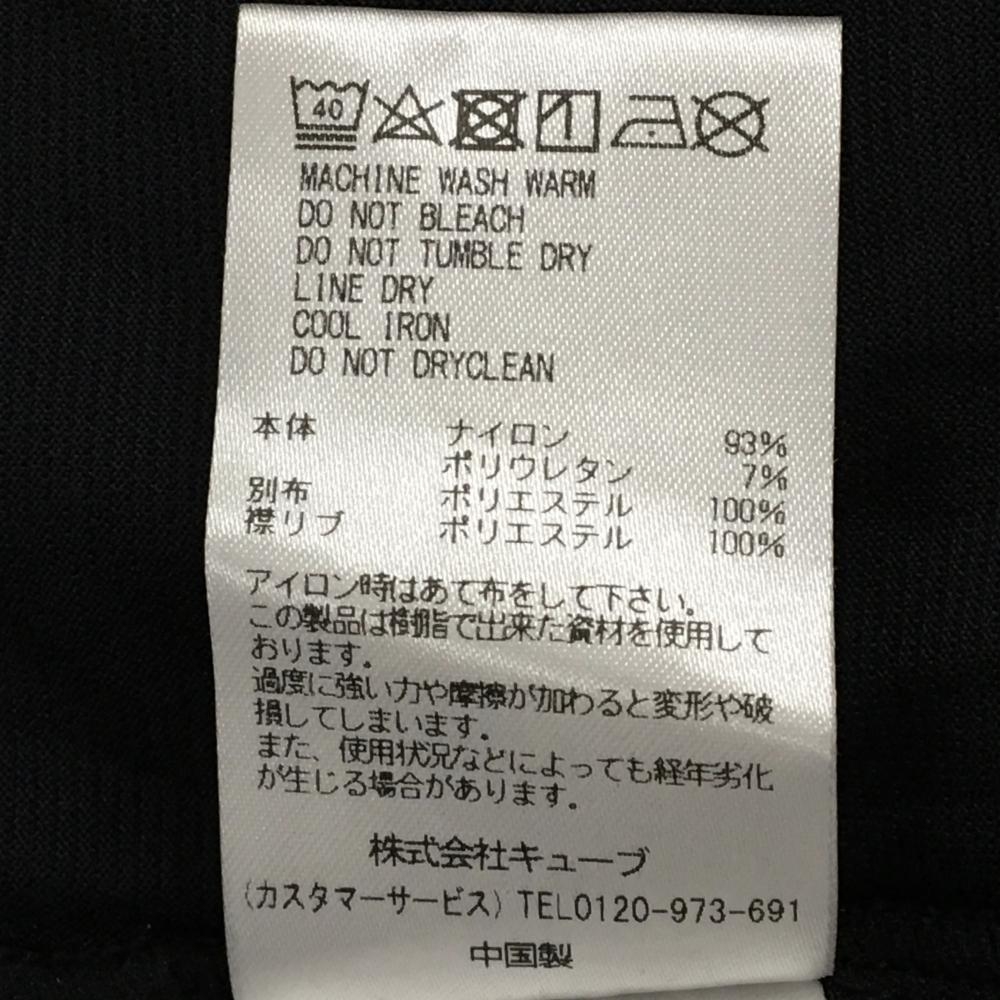 40
MACHINE WASH WARM
DO NOT BLEACH
DO NOT TUMBLE DRY
LINE DRY
COOL IRON
DO NOT DRYCLEAN
本体 ナイロン 93%
ポリウレタン 7%
別布 ポリエステル 100%
襟リブ ポリエステル 100%
アイロン時はあて布をして下さい。
この製品は樹脂で出来た資材を使用して
おります。
過度に強い力や摩擦が加わると変形や破
損してしまいます。
また、使用状況などによっても経年劣化
が生じる場合があります。
株式会社キューブ
(カスタマーサービス) TEL0120-973-691
中国製